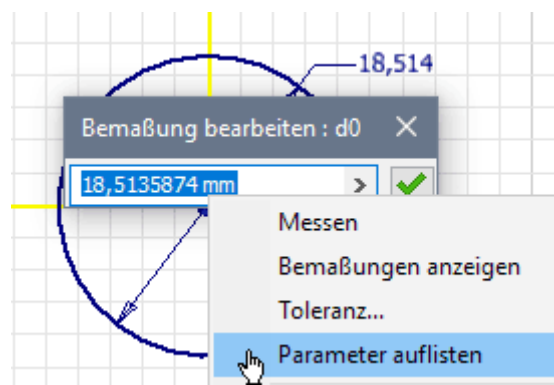 18,514
Bemaßung bearbeiten : d0
18,5135874 mm
Messen
Bemaßungen anzeigen
Toleranz...
Parameter auflisten